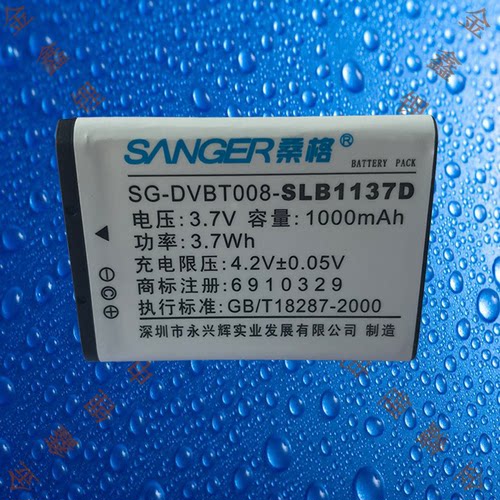 SANGER桑格®
BATTERY PACK
SG-DVBT008-SLB1137D
电压:3.7V 容量:1000mAh
功率:3.7Wh
充电限压:4.2V±0.05V
商标注册:6910329
执行标准:GB/T18287-2000
深圳市永兴辉实业发展有限公司 制造